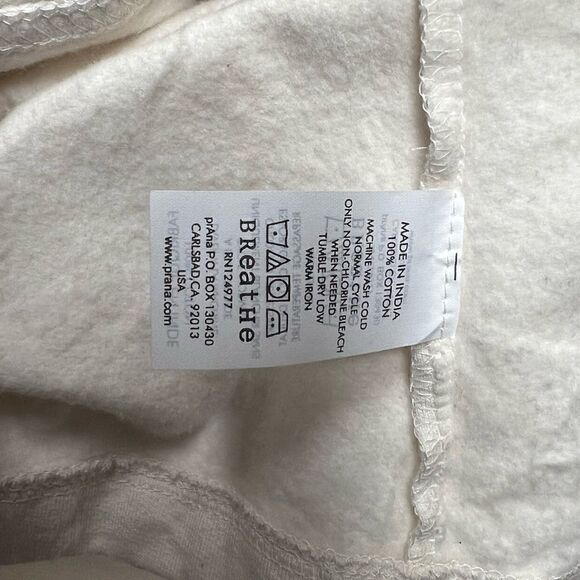 MADE IN INDIA
100% COTTON
MACHINE WASH COLD
NORMAL CYCLE
ONLY NON-CHLORINE BLEACH
WHEN NEEDED
TUMBLE DRY LOW
WARM IRON
BReatHe
RN124977
prAna P.O. BOX 130430
CARLSBAD, CA. 92013
USA
www.prana.com